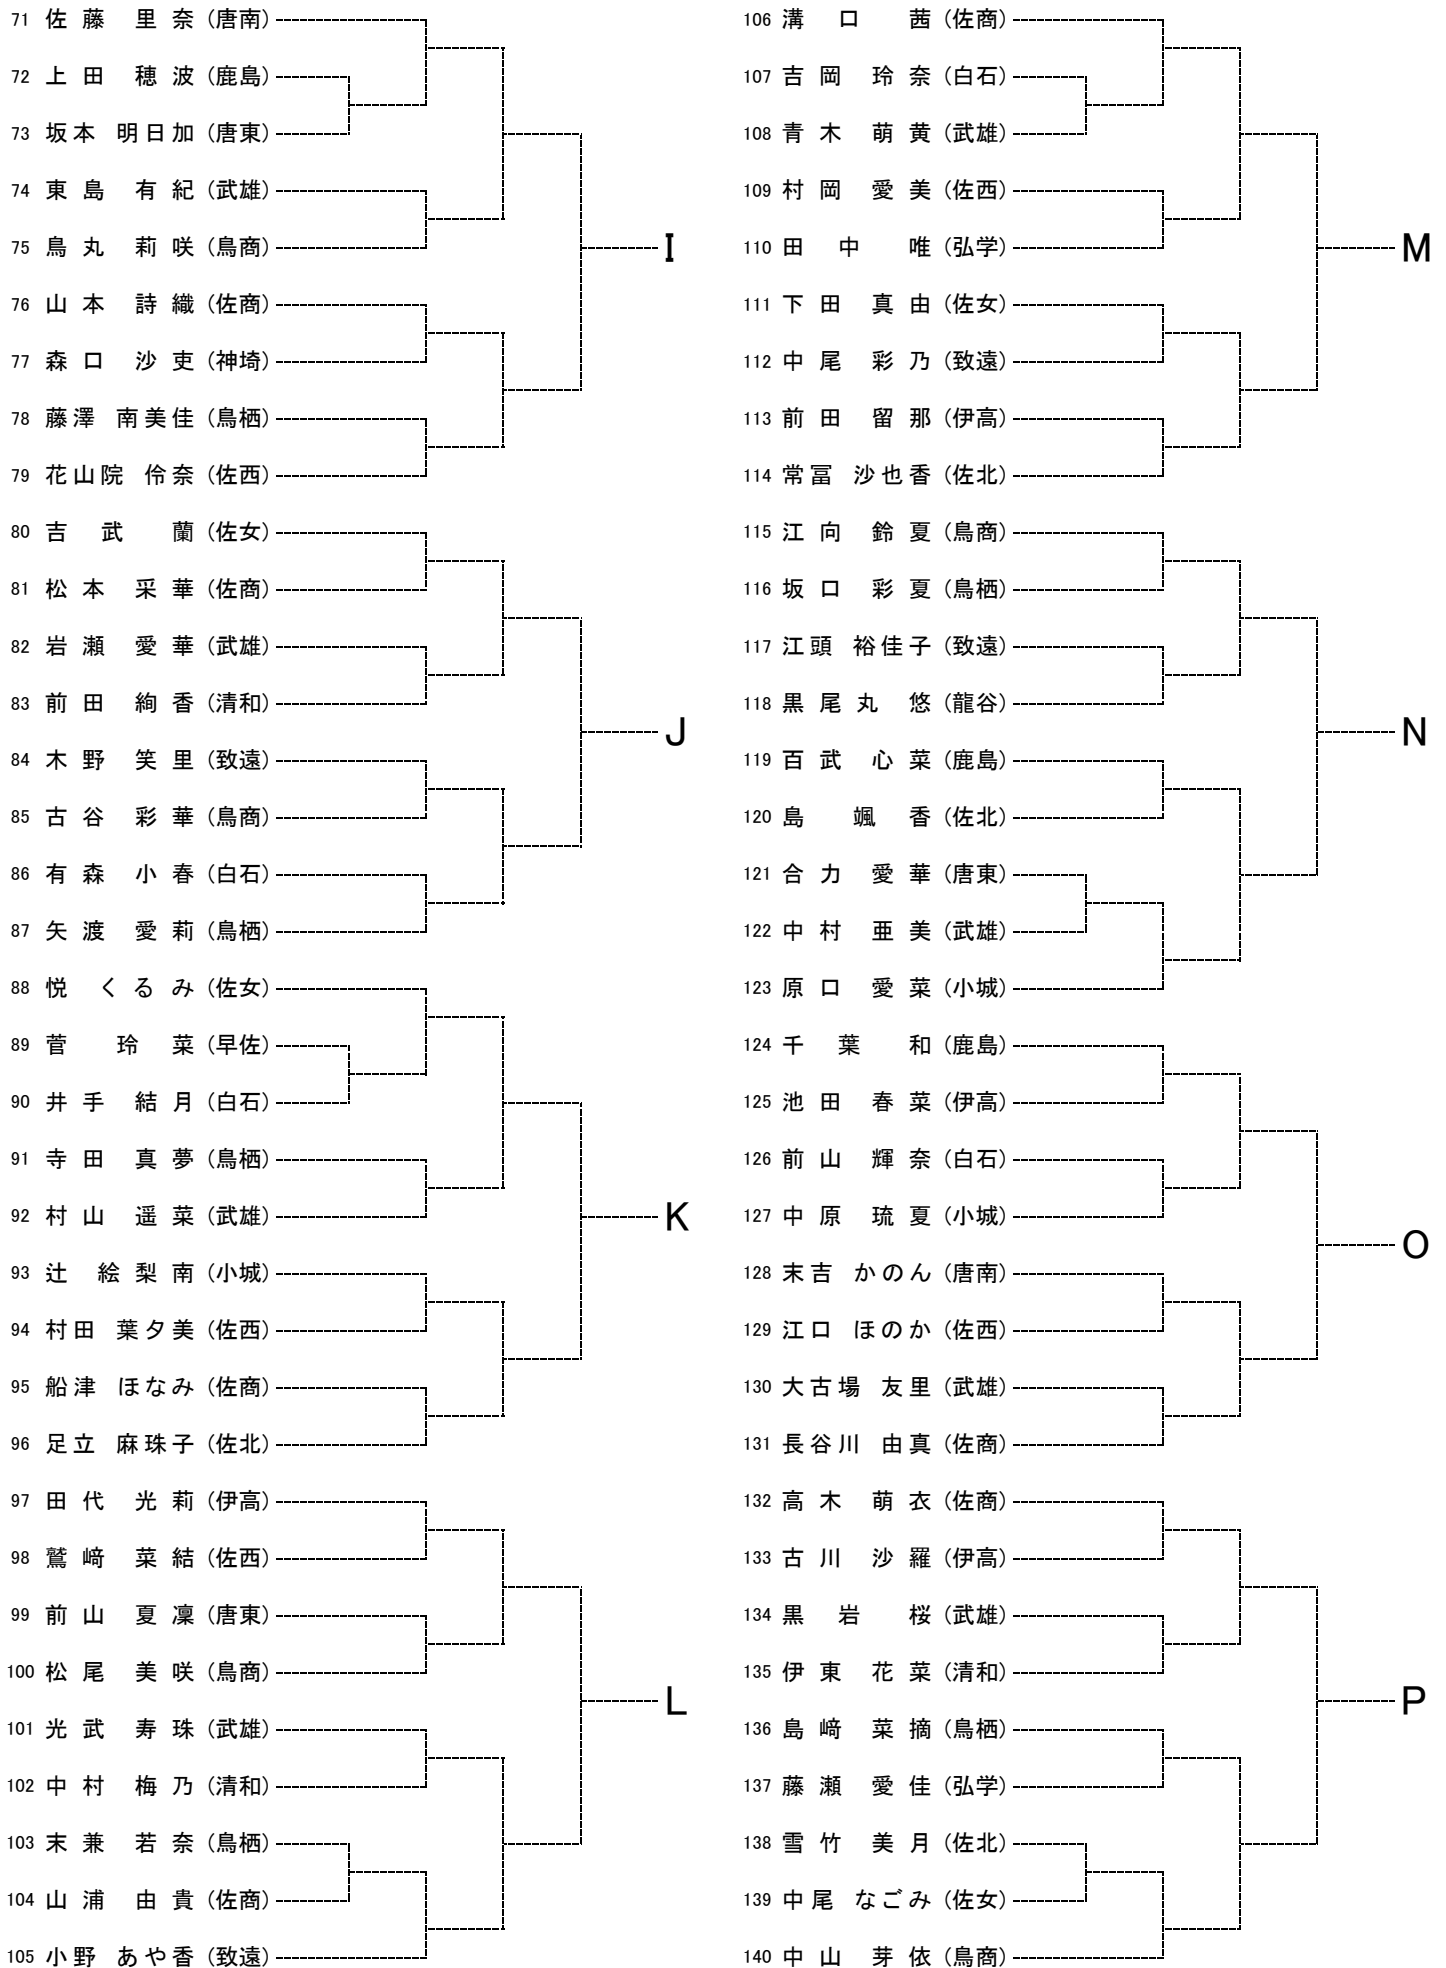 71 佐藤 里奈 (唐南)
72 上田 穂波 (鹿島)
73 坂本 明日加 (唐東)
74 東島 有紀 (武雄)
75 鳥丸 莉咲 (鳥商)
I
76 山本 詩織 (佐商)
77 森口 沙吏 (神埼)
78 藤澤 南美佳 (鳥栖)
79 花山院 伶奈 (佐西)
80 吉武 蘭 (佐女)
81 松本 采華 (佐商)
82 岩瀬 愛華 (武雄)
83 前田 絢香 (清和)
J
84 木野 笑里 (致遠)
85 古谷 彩華 (鳥商)
86 有森 小春 (白石)
87 矢渡 愛莉 (鳥栖)
88 悦 くるみ (佐女)
89 菅 玲菜 (早佐)
90 井手 結月 (白石)
91 寺田 真夢 (鳥栖)
92 村山 遥菜 (武雄)
K
93 辻 絵梨南 (小城)
94 村田 葉夕美 (佐西)
95 船津 ほなみ (佐商)
96 足立 麻珠子 (佐北)
97 田代 光莉 (伊高)
98 鷲﨑 菜結 (佐西)
99 前山 夏凜 (唐東)
100 松尾 美咲 (鳥商)
L
101 光武 寿珠 (武雄)
102 中村 梅乃 (清和)
103 末兼 若奈 (鳥栖)
104 山浦 由貴 (佐商)
105 小野 あや香 (致遠)
106 溝口 茜 (佐商)
107 吉岡 玲奈 (白石)
108 青木 萌黄 (武雄)
109 村岡 愛美 (佐西)
110 田中 唯 (弘学)
M
111 下田 真由 (佐女)
112 中尾 彩乃 (致遠)
113 前田 留那 (伊高)
114 常冨 沙也香 (佐北)
115 江向 鈴夏 (鳥商)
116 坂口 彩夏 (鳥栖)
117 江頭 裕佳子 (致遠)
118 黒尾丸 悠 (龍谷)
N
119 百武 心菜 (鹿島)
120 島 颯香 (佐北)
121 合力 愛華 (唐東)
122 中村 亜美 (武雄)
123 原口 愛菜 (小城)
124 千葉 和 (鹿島)
125 池田 春菜 (伊高)
126 前山 輝奈 (白石)
127 中原 琉夏 (小城)
O
128 末吉 かのん (唐南)
129 江口 ほのか (佐西)
130 大古場 友里 (武雄)
131 長谷川 由真 (佐商)
132 高木 萌衣 (佐商)
133 古川 沙羅 (伊高)
134 黒岩 桜 (武雄)
135 伊東 花菜 (清和)
P
136 島﨑 菜摘 (鳥栖)
137 藤瀬 愛佳 (弘学)
138 雪竹 美月 (佐北)
139 中尾 なごみ (佐女)
140 中山 芽依 (鳥商)